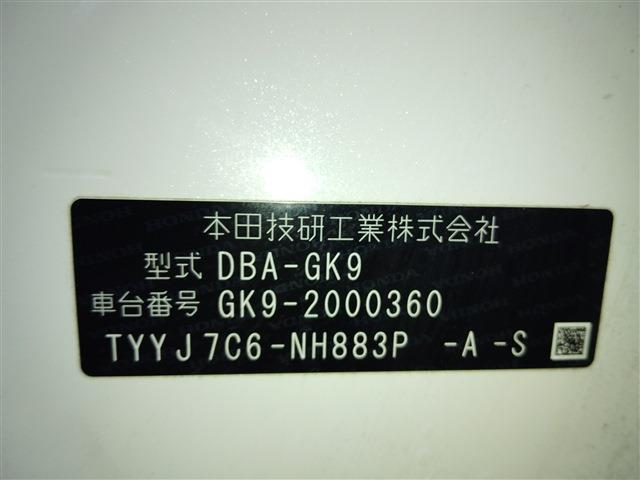 本田技研工業株式会社
型式 DBA-GK9
車台番号 GK9-2000360
TYYJ7C6-NH883P -A-S